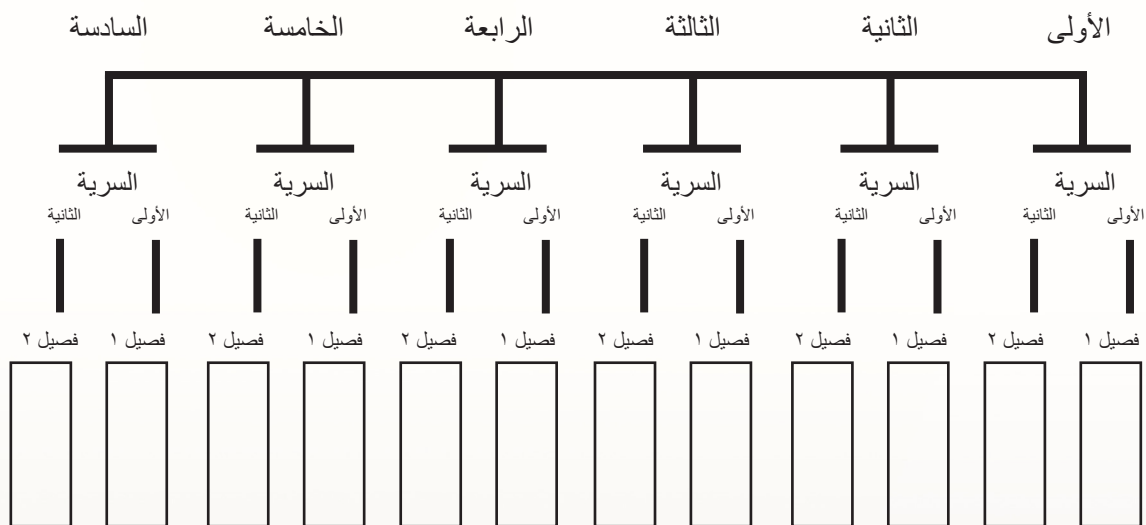 الأولى الثانية الثالثة الرابعة الخامسة السادسة
السرية السرية السرية السرية السرية السرية
الأولى الثانية الأولى الثانية الأولى الثانية الأولى الثانية الأولى الثانية الأولى الثانية
فصيل ١ فصيل ٢ فصيل ١ فصيل ٢ فصيل ١ فصيل ٢ فصيل ١ فصيل ٢ فصيل ١ فصيل ٢ فصيل ١ فصيل ٢